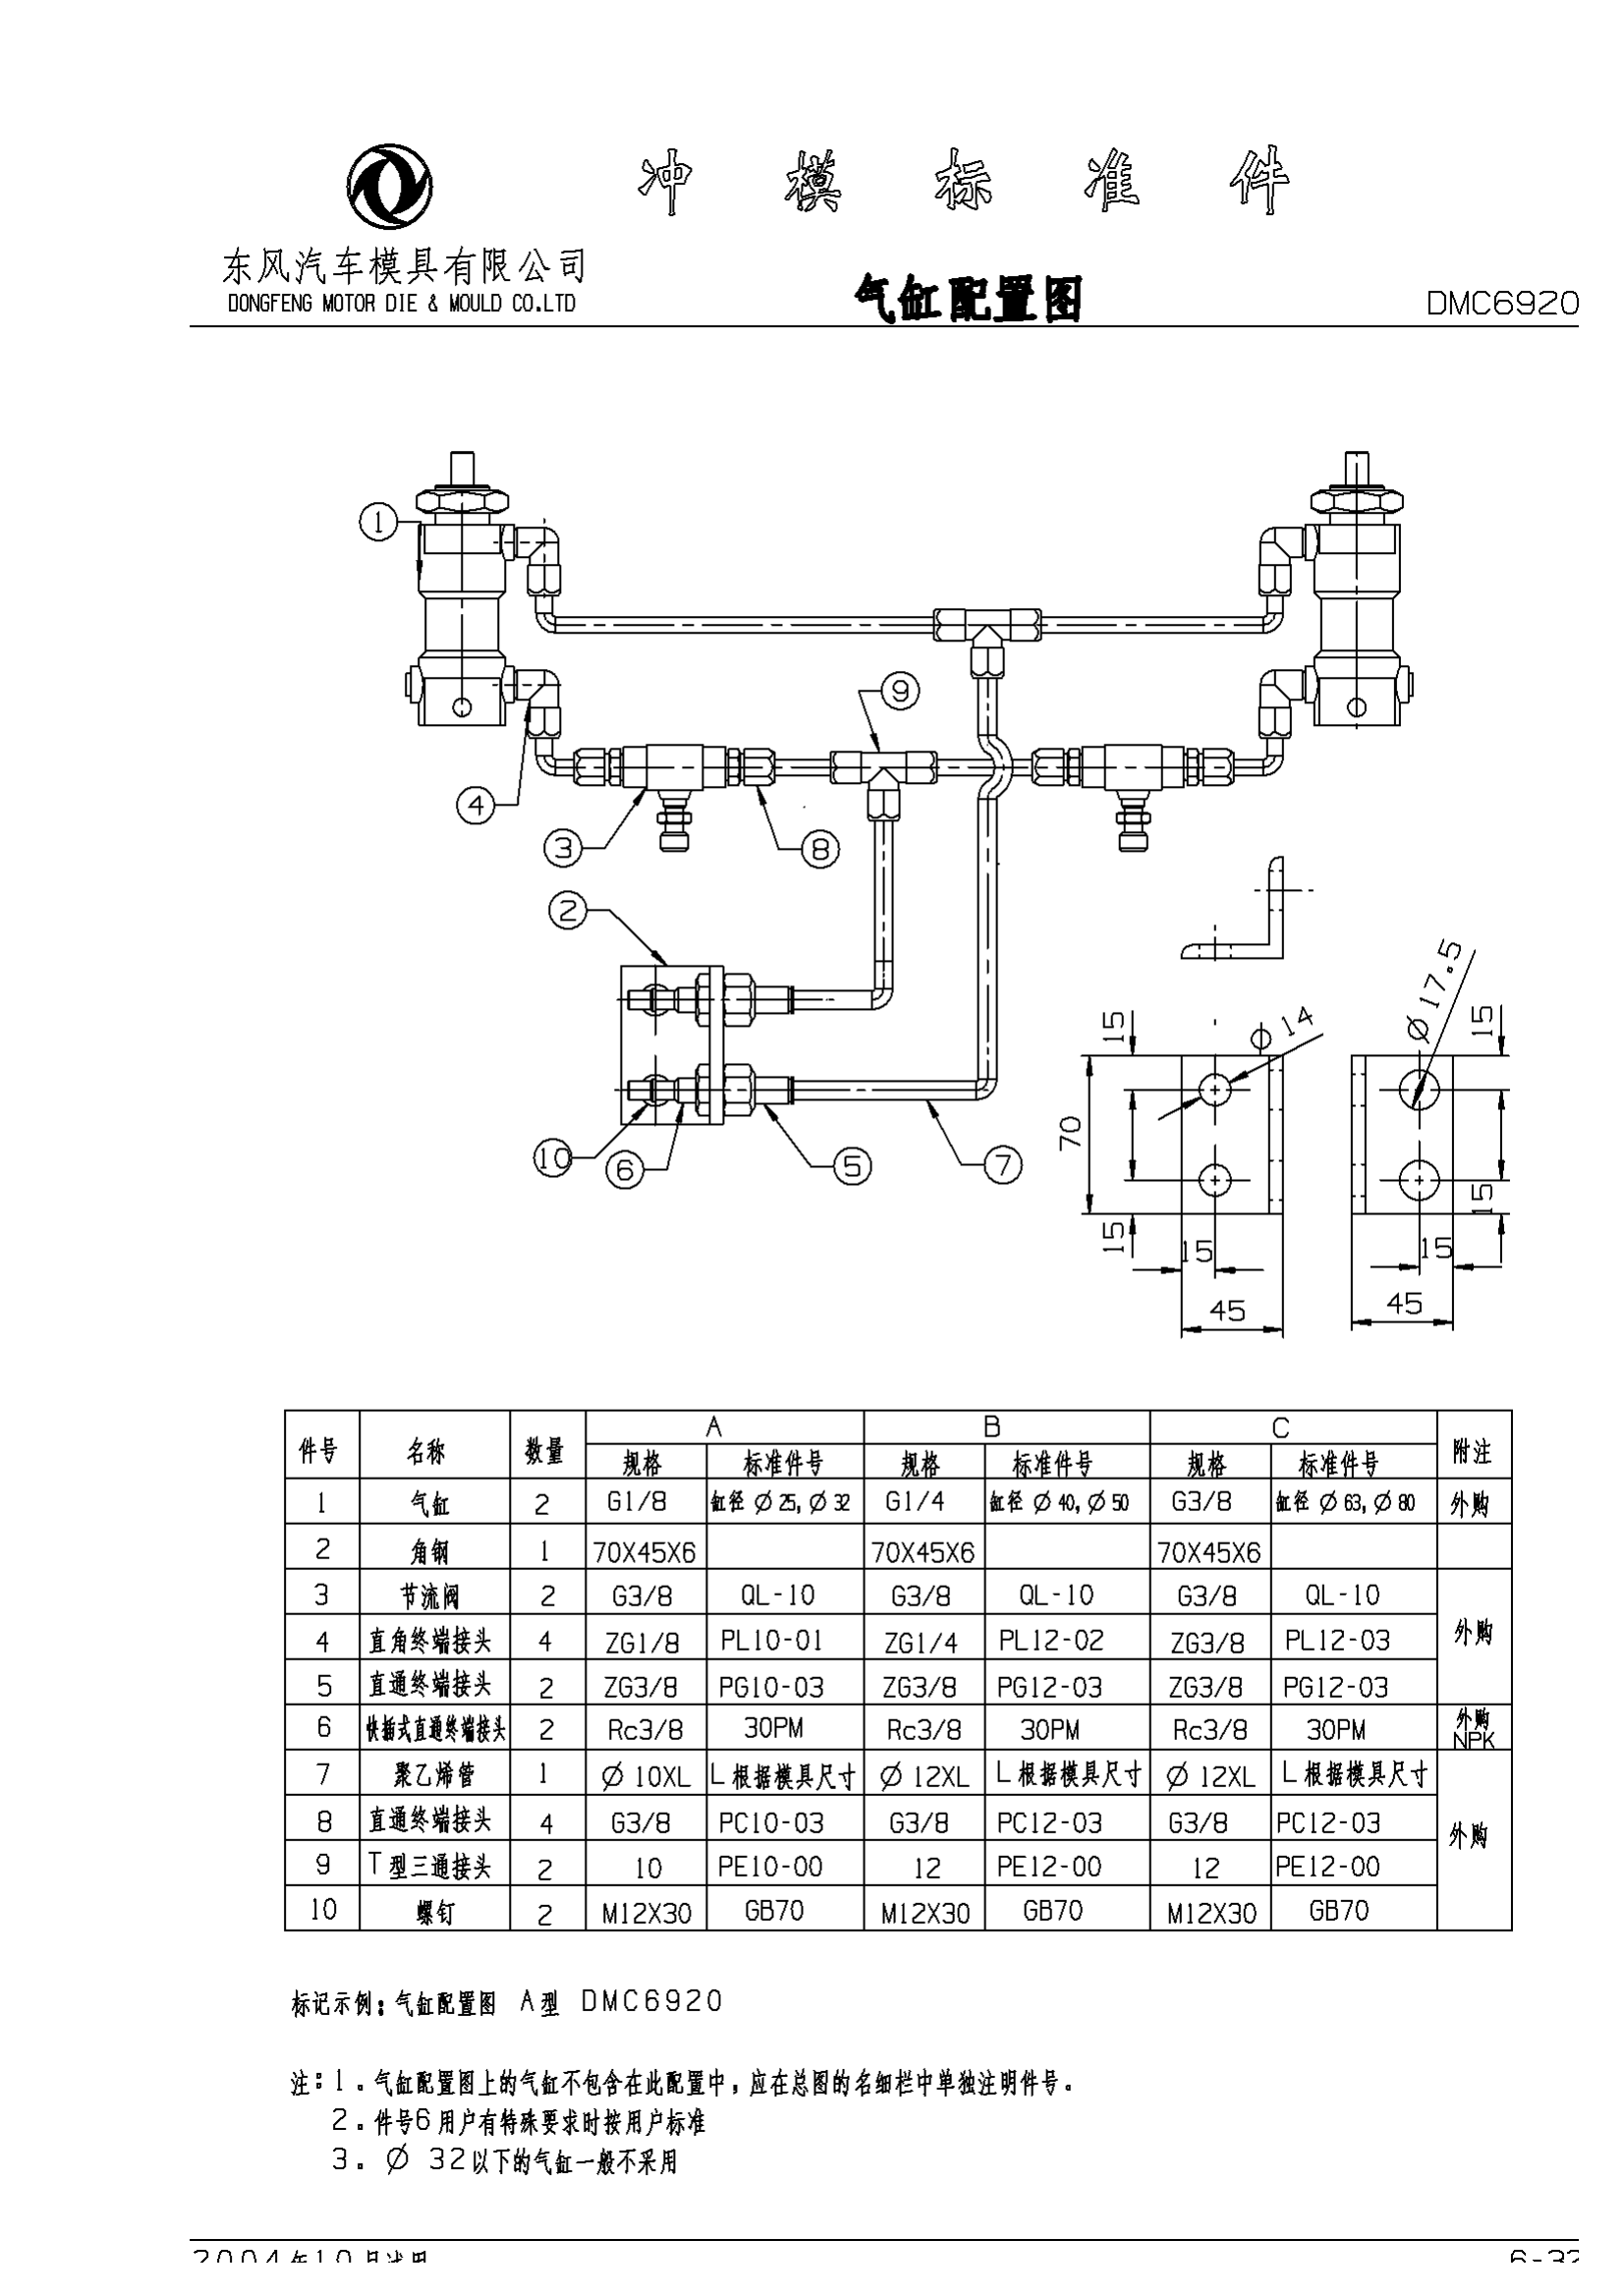 冲模标准件
东风汽车模具有限公司
DONGFENG MOTOR DIE & MOULD CO.LTD
气缸配置图
DMC6920
1
9
4
3
8
2
10
6
5
7
15
∅14
70
15
15
45
∅17.5
15
15
15
45
件号 名称 数量 A B C 附注
规格 标准件号 规格 标准件号 规格 标准件号
1 气缸 2 G1/8 缸径∅25,∅32 G1/4 缸径∅40,∅50 G3/8 缸径∅63,∅80 外购
2 角钢 1 70X45X6 70X45X6 70X45X6
3 节流阀 2 G3/8 QL-10 G3/8 QL-10 G3/8 QL-10
4 直角终端接头 4 ZG1/8 PL10-01 ZG1/4 PL12-02 ZG3/8 PL12-03 外购
5 直通终端接头 2 ZG3/8 PG10-03 ZG3/8 PG12-03 ZG3/8 PG12-03
6 快插式直通终端接头 2 Rc3/8 30PM Rc3/8 30PM Rc3/8 30PM 外购 NPK
7 聚乙烯管 1 ∅10XL L根据模具尺寸 ∅12XL L根据模具尺寸 ∅12XL L根据模具尺寸
8 直通终端接头 4 G3/8 PC10-03 G3/8 PC12-03 G3/8 PC12-03 外购
9 T型三通接头 2 10 PE10-00 12 PE12-00 12 PE12-00
10 螺钉 2 M12X30 GB70 M12X30 GB70 M12X30 GB70
标记示例：气缸配置图 A型 DMC6920
注：1。气缸配置图上的气缸不包含在此配置中，应在总图的名细栏中单独注明件号。
2。件号6用户有特殊要求时按用户标准
3。∅ 32以下的气缸一般不采用
2004年10月
6-32